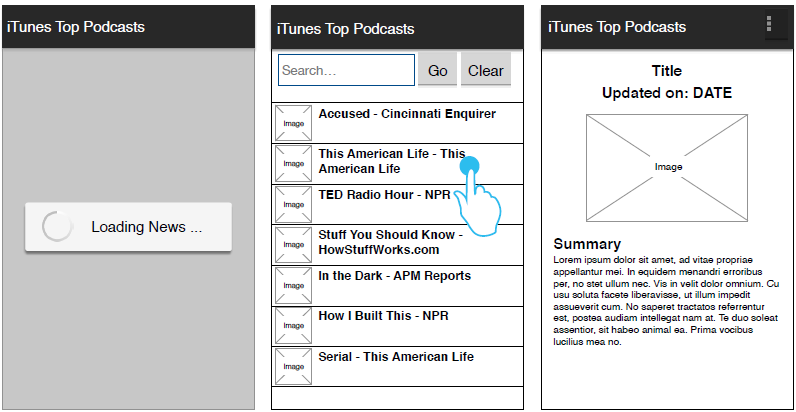 iTunes Top Podcasts
Loading News ...
iTunes Top Podcasts
Search...
Go
Clear
Image
Accused - Cincinnati Enquirer
Image
This American Life - This
American Life
Image
TED Radio Hour - NPR
Image
Stuff You Should Know -
HowStuffWorks.com
Image
In the Dark - APM Reports
Image
How I Built This - NPR
Image
Serial - This American Life
iTunes Top Podcasts
Title
Updated on: DATE
Image
Summary
Lorem ipsum dolor sit amet, ad vitae propriae
appellantur mei. In equidem menandri erroribus
per, no stet ullum nec. Vis in velit dolor omnium. Cu
usu soluta facete liberavisse, ut illum impedit
assueverit cum. No saperet tractatos referrentur
est, postea audiam intellegat nam at. Te duo soleat
assentior, sit habeo animal ea. Prima vocibus
lucilius mea no.